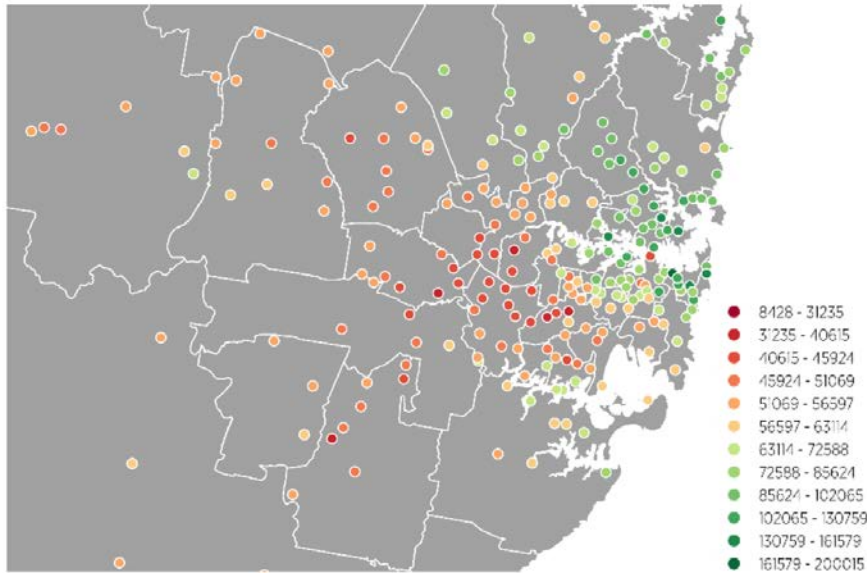 8428 - 31235
31235 - 40615
40615 - 45924
45924 - 51069
51069 - 56597
56597 - 63114
63114 - 72588
72588 - 85624
85624 - 102065
102065 - 130759
130759 - 161579
161579 - 200015